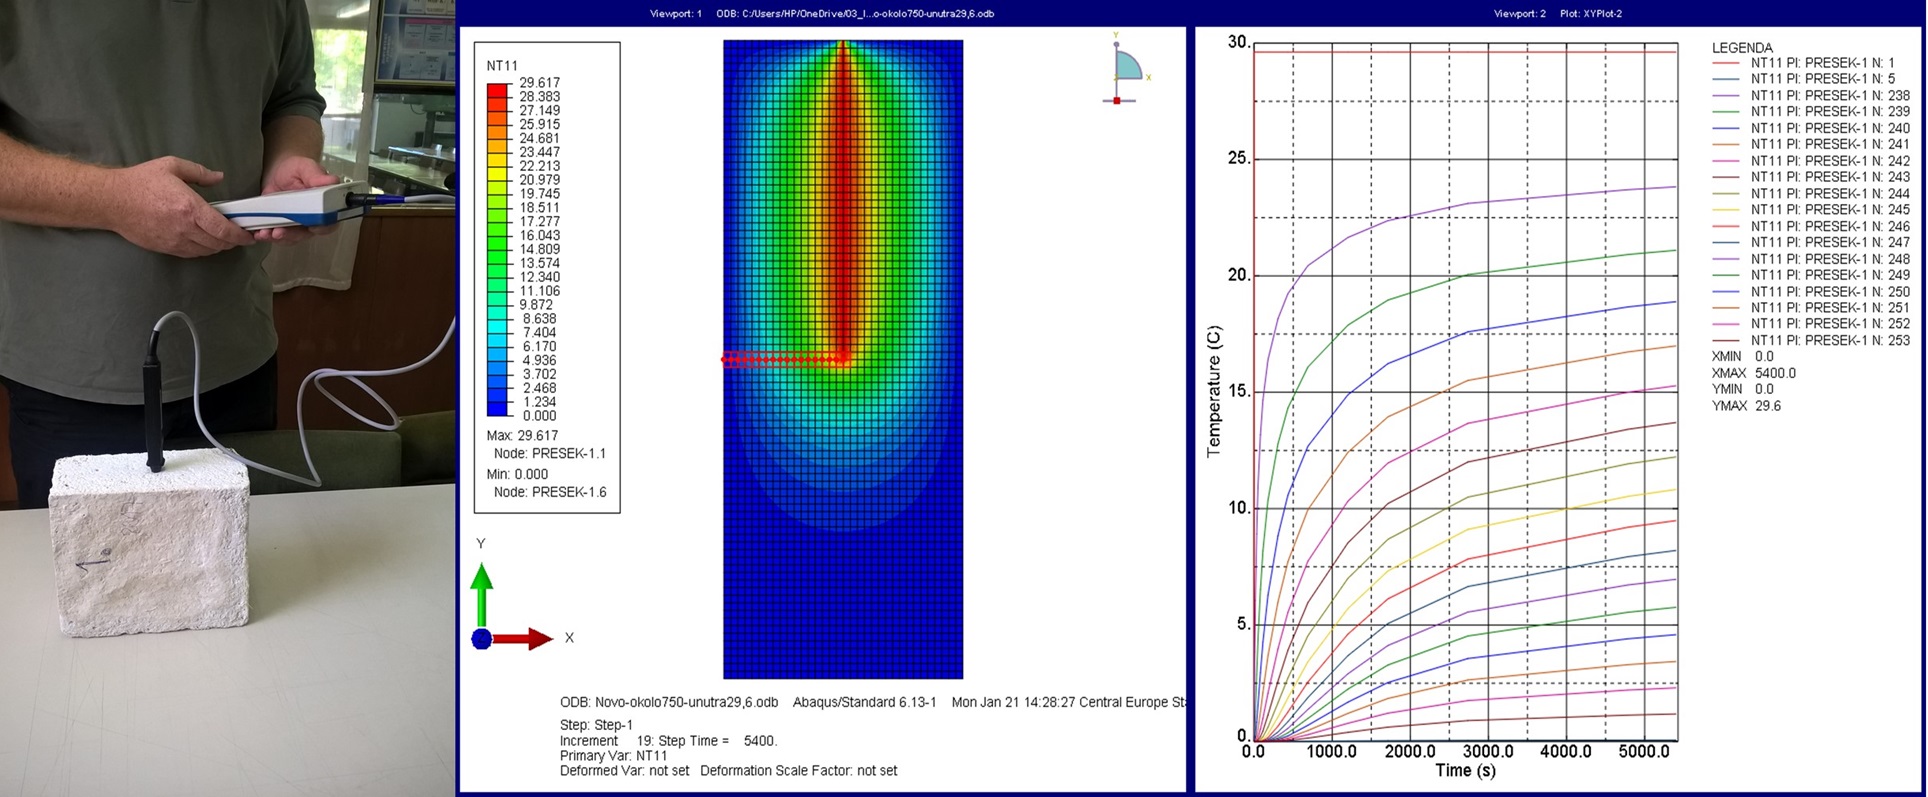 1.
Viewport: 1 ODB: C:/Users/HP/OneDrive/03_I...o-okolo750-unutra29,6.odb
NT11
29.617
28.383
27.149
25.915
24.681
23.447
22.213
20.979
19.745
18.511
17.277
16.043
14.809
13.574
12.340
11.106
9.872
8.638
7.404
6.170
4.936
3.702
2.468
1.234
0.000
Max: 29.617
Node: PRESEK-1.1
Min: 0.000
Node: PRESEK-1.6
Y
X
Z
Y
X
ODB: Novo-okolo750-unutra29,6.odb Abaqus/Standard 6.13-1 Mon Jan 21 14:28:27 Central Europe Sta
Step: Step-1
Increment 19: Step Time = 5400.
Primary Var: NT11
Deformed Var: not set Deformation Scale Factor: not set
Viewport: 2 Plot: XYPlot-2
30.
25.
20.
15.
10.
5.
0.
Temperature (C)
0.0 1000.0 2000.0 3000.0 4000.0 5000.0
Time (s)
LEGENDA
NT11 PI: PRESEK-1 N: 1
NT11 PI: PRESEK-1 N: 5
NT11 PI: PRESEK-1 N: 238
NT11 PI: PRESEK-1 N: 239
NT11 PI: PRESEK-1 N: 240
NT11 PI: PRESEK-1 N: 241
NT11 PI: PRESEK-1 N: 242
NT11 PI: PRESEK-1 N: 243
NT11 PI: PRESEK-1 N: 244
NT11 PI: PRESEK-1 N: 245
NT11 PI: PRESEK-1 N: 246
NT11 PI: PRESEK-1 N: 247
NT11 PI: PRESEK-1 N: 248
NT11 PI: PRESEK-1 N: 249
NT11 PI: PRESEK-1 N: 250
NT11 PI: PRESEK-1 N: 251
NT11 PI: PRESEK-1 N: 252
NT11 PI: PRESEK-1 N: 253
XMIN 0.0
XMAX 5400.0
YMIN 0.0
YMAX 29.6